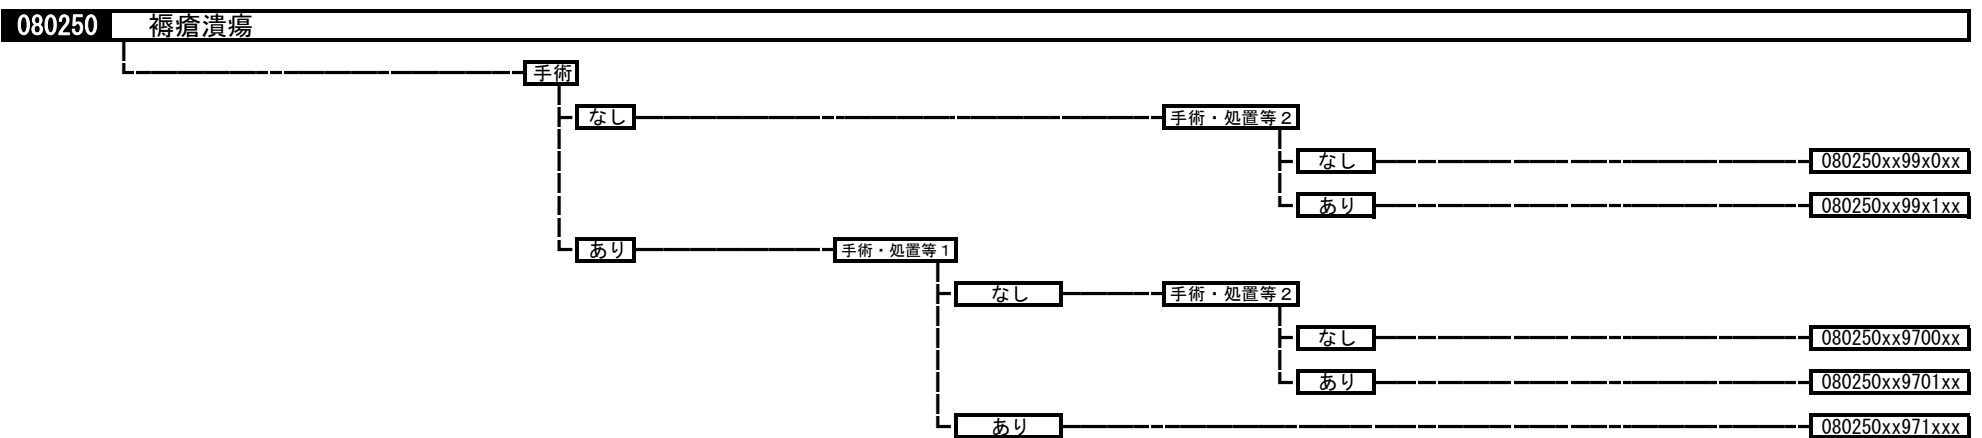 080250 褥瘡潰瘍
手術
なし 手術・処置等２
なし 080250xx99x0xx
あり 080250xx99x1xx
あり 手術・処置等１
なし 手術・処置等２
なし 080250xx9700xx
あり 080250xx9701xx
あり 080250xx971xxx